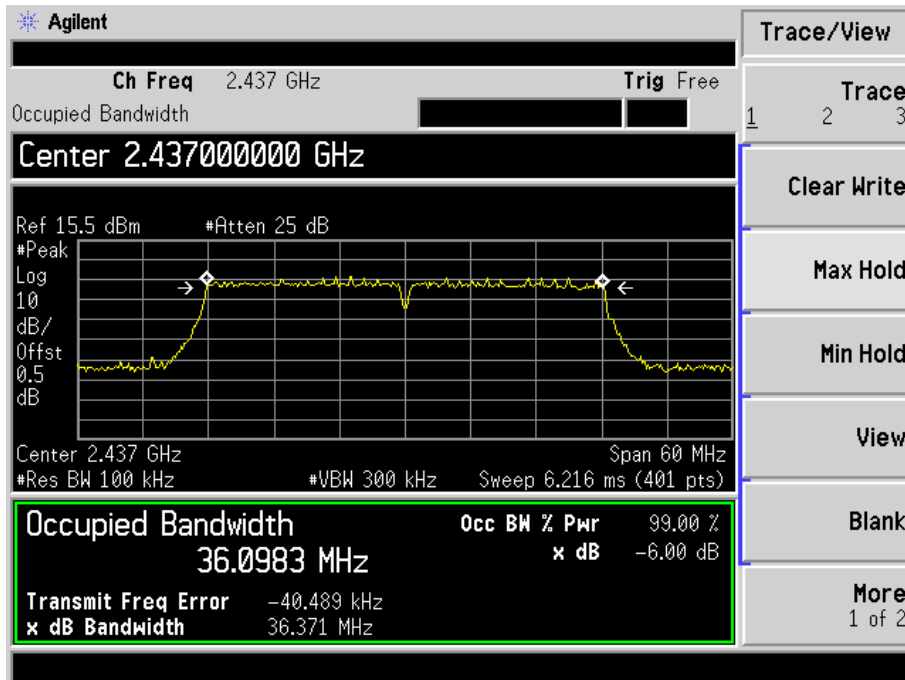 Agilent
Trace/View
Ch Freq 2.437 GHz Trig Free
Occupied Bandwidth
Trace
1 2 3
Center 2.437000000 GHz
Clear Write
Ref 15.5 dBm #Atten 25 dB
#Peak
Log
10
dB/
Offst
0.5
dB
Max Hold
Min Hold
Center 2.437 GHz Span 60 MHz
#Res BW 100 kHz #VBW 300 kHz Sweep 6.216 ms (401 pts)
View
Occupied Bandwidth Occ BW % Pwr 99.00 %
36.0983 MHz x dB -6.00 dB
Blank
Transmit Freq Error -40.489 kHz
x dB Bandwidth 36.371 MHz
More
1 of 2